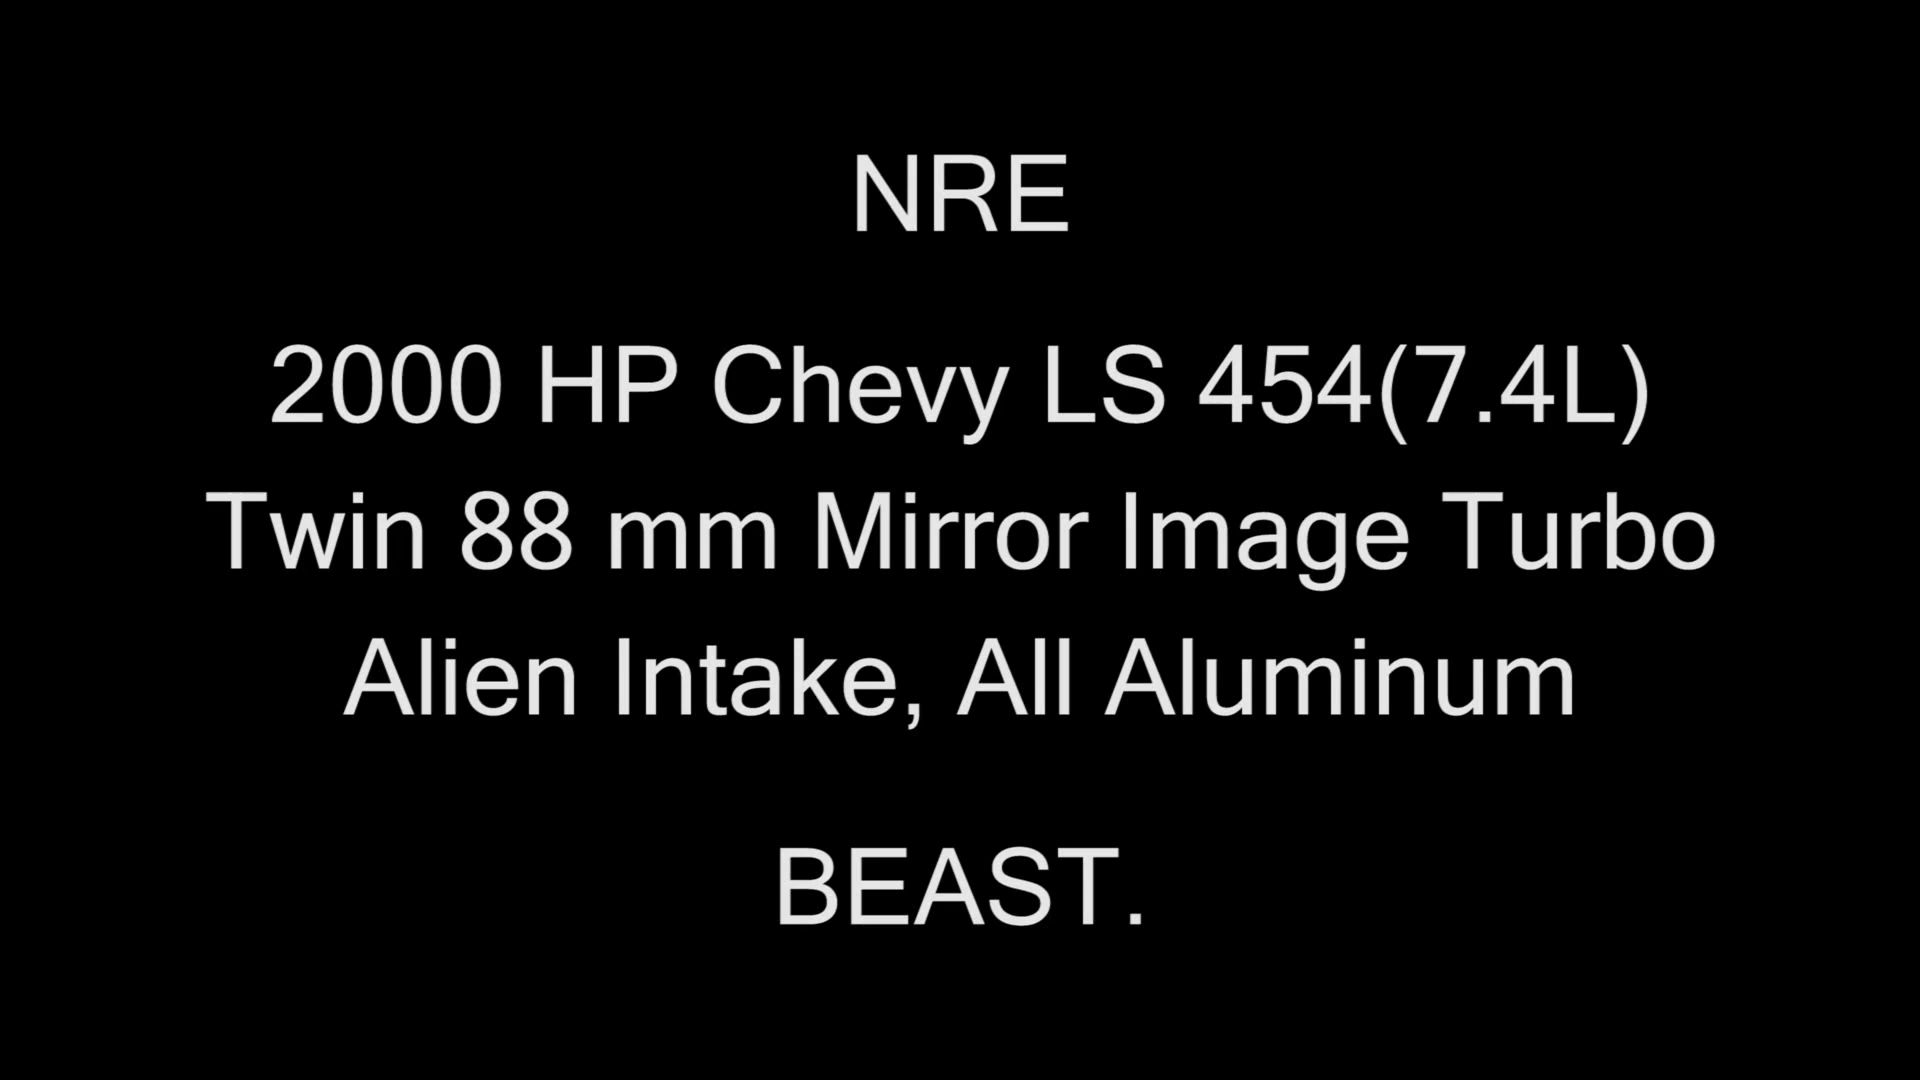 NRE
2000 HP Chevy LS 454(7.4L)
Twin 88 mm Mirror Image Turbo
Alien Intake, All Aluminum
BEAST.